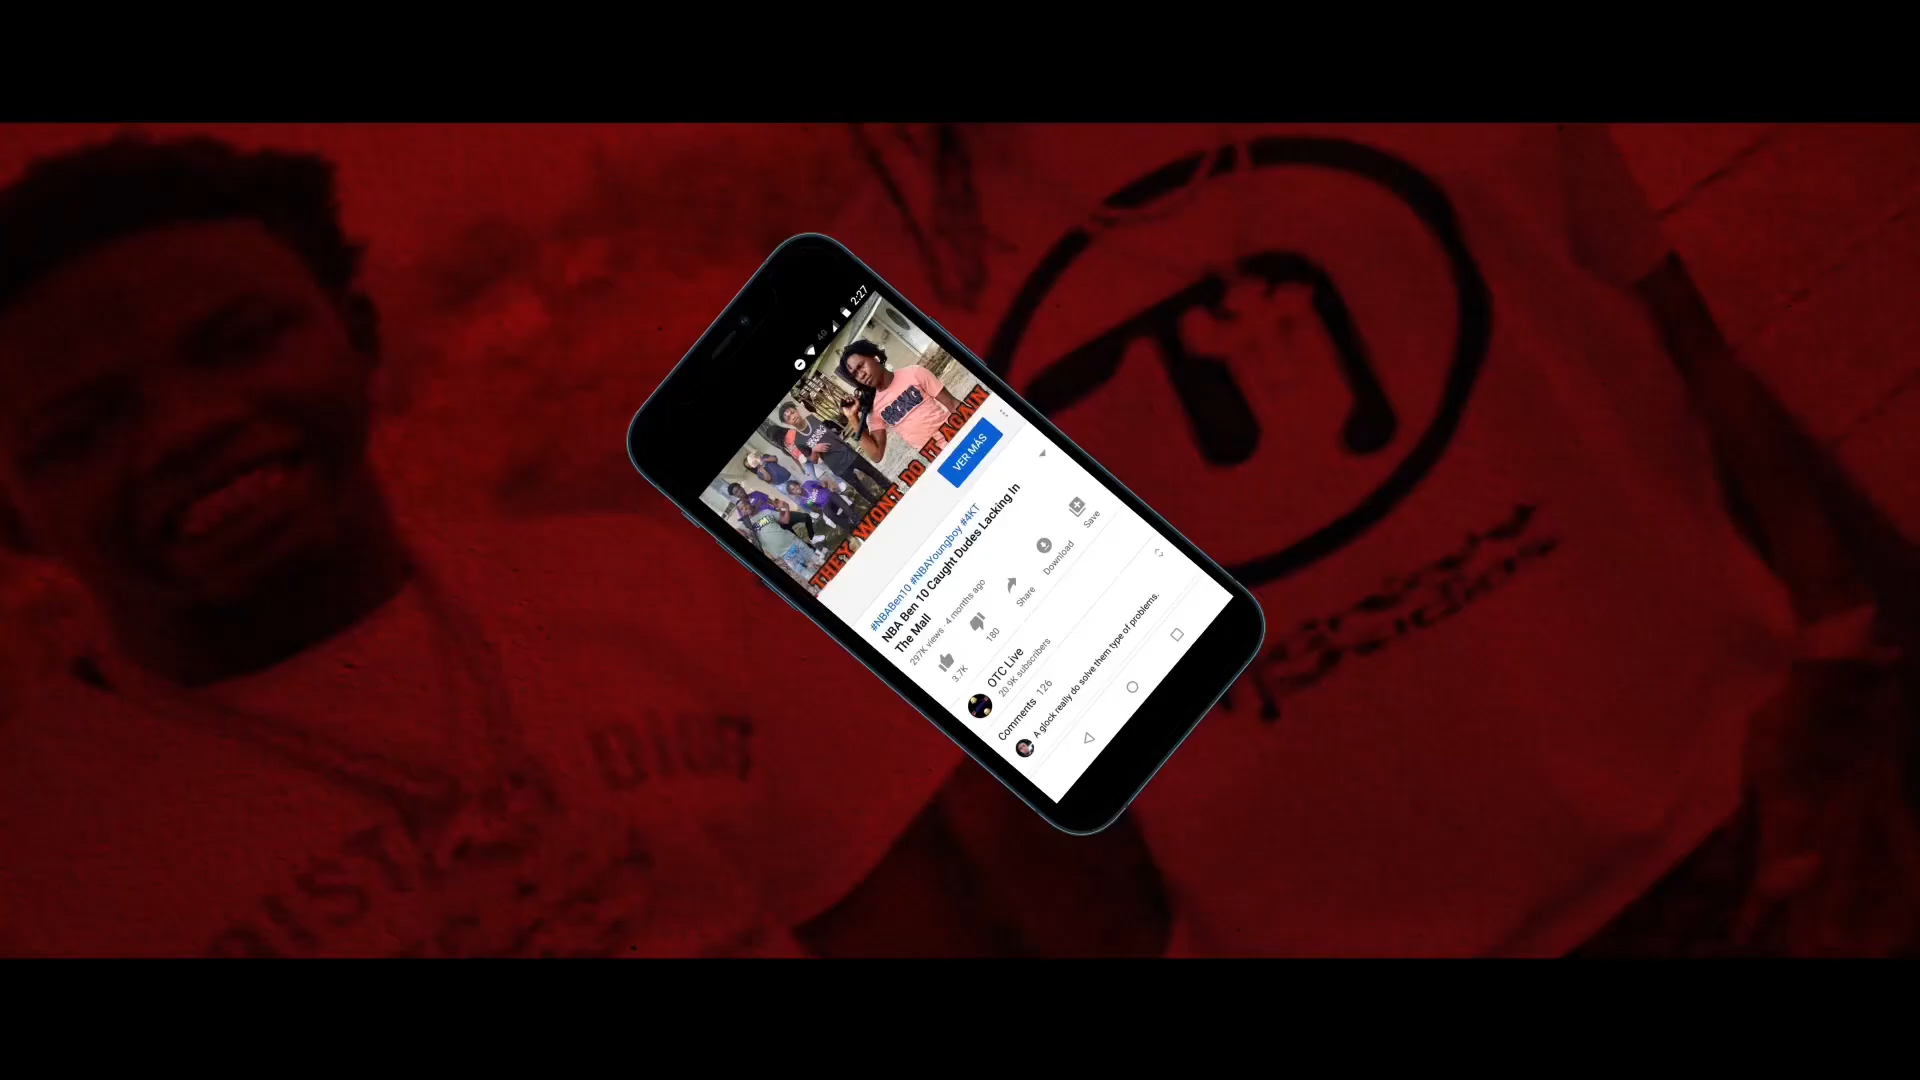 2:27
4G
THEY WONT DO IT AGAIN
VER MÁS
#NBABen10 #NBAYoungboy #4KT
NBA Ben 10 Caught Dudes Lacking In
The Mall
297K views · 4 months ago
3.7K
180
Share
Download
Save
OTC Live
20.9K subscribers
Comments 126
A glock really do solve them type of problems.
DIOR